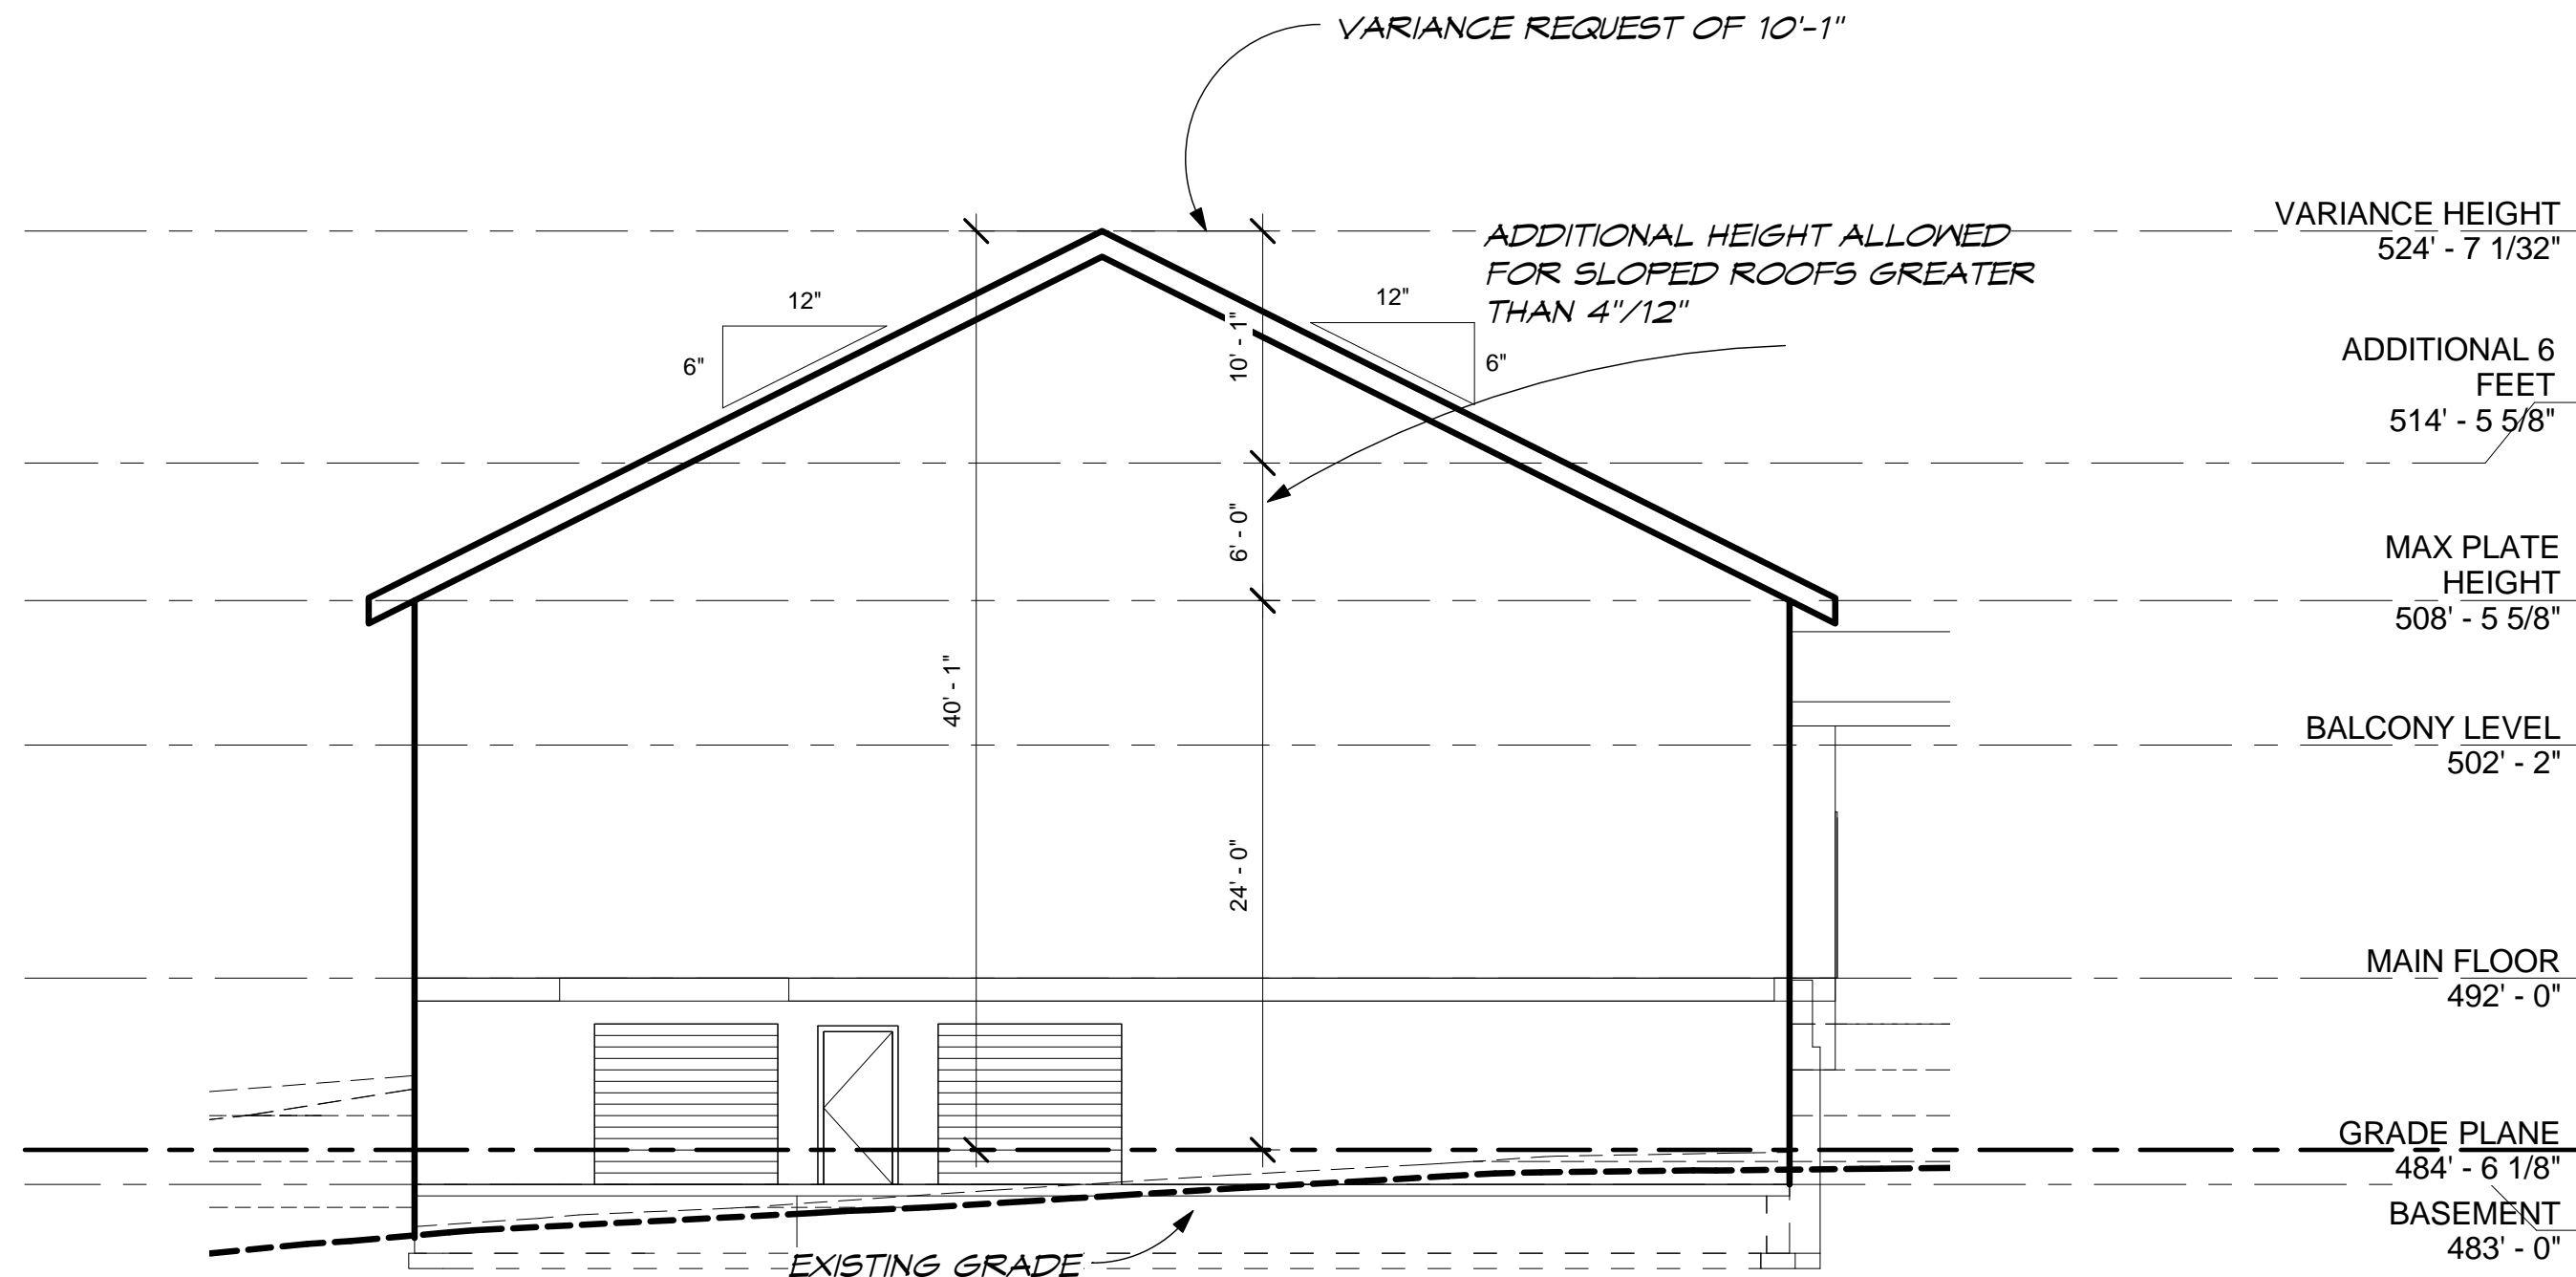 VARIANCE REQUEST OF 10'-1"
VARIANCE HEIGHT
524' - 7 1/32"
ADDITIONAL HEIGHT ALLOWED
FOR SLOPED ROOFS GREATER
THAN 4"/12"
12"
6"
12"
6"
10' - 1"
ADDITIONAL 6
FEET
514' - 5 5/8"
6' - 0"
MAX PLATE
HEIGHT
508' - 5 5/8"
40' - 1"
BALCONY LEVEL
502' - 2"
24' - 0"
MAIN FLOOR
492' - 0"
GRADE PLANE
484' - 6 1/8"
BASEMENT
483' - 0"
EXISTING GRADE